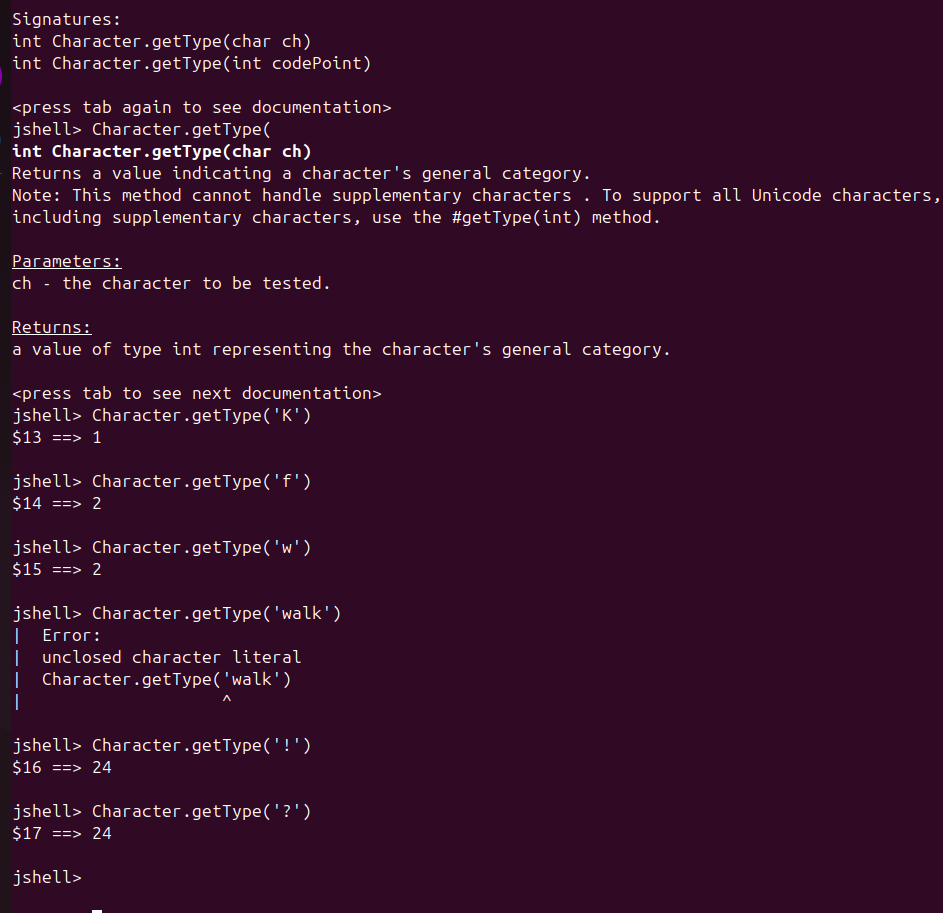 Signatures:
int Character.getType(char ch)
int Character.getType(int codePoint)
<press tab again to see documentation>
jshell> Character.getType(
int Character.getType(char ch)
Returns a value indicating a character's general category.
Note: This method cannot handle supplementary characters . To support all Unicode characters,
including supplementary characters, use the #getType(int) method.
Parameters:
ch - the character to be tested.
Returns:
a value of type int representing the character's general category.
<press tab to see next documentation>
jshell> Character.getType('K')
$13 ==> 1
jshell> Character.getType('f')
$14 ==> 2
jshell> Character.getType('w')
$15 ==> 2
jshell> Character.getType('walk')
|  Error:
|  unclosed character literal
|  Character.getType('walk')
|                    ^
jshell> Character.getType('!')
$16 ==> 24
jshell> Character.getType('?')
$17 ==> 24
jshell>